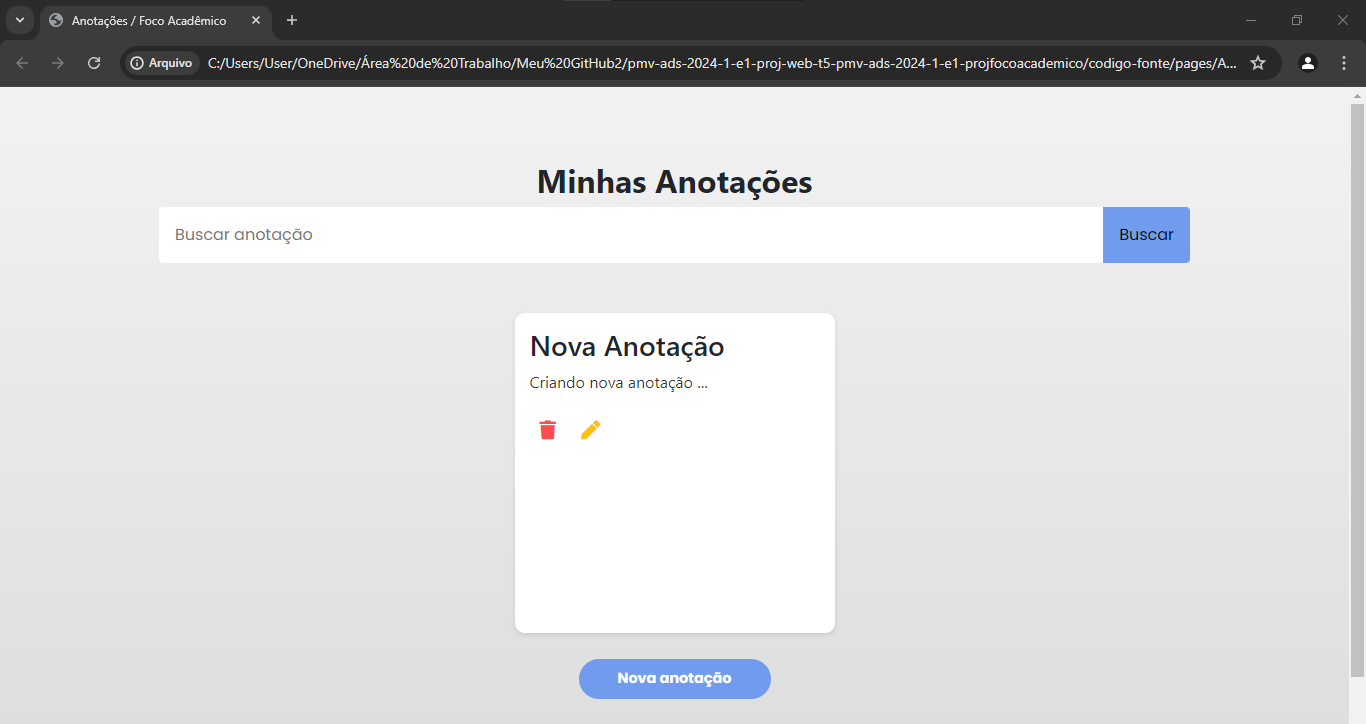 Anotações / Foco Acadêmico
Arquivo
C:/Users/User/OneDrive/Área%20de%20Trabalho/Meu%20GitHub2/pmv-ads-2024-1-e1-proj-web-t5-pmv-ads-2024-1-e1-projfocoacademico/codigo-fonte/pages/A...
Minhas Anotações
Buscar anotação
Buscar
Nova Anotação
Criando nova anotação ...
Nova anotação